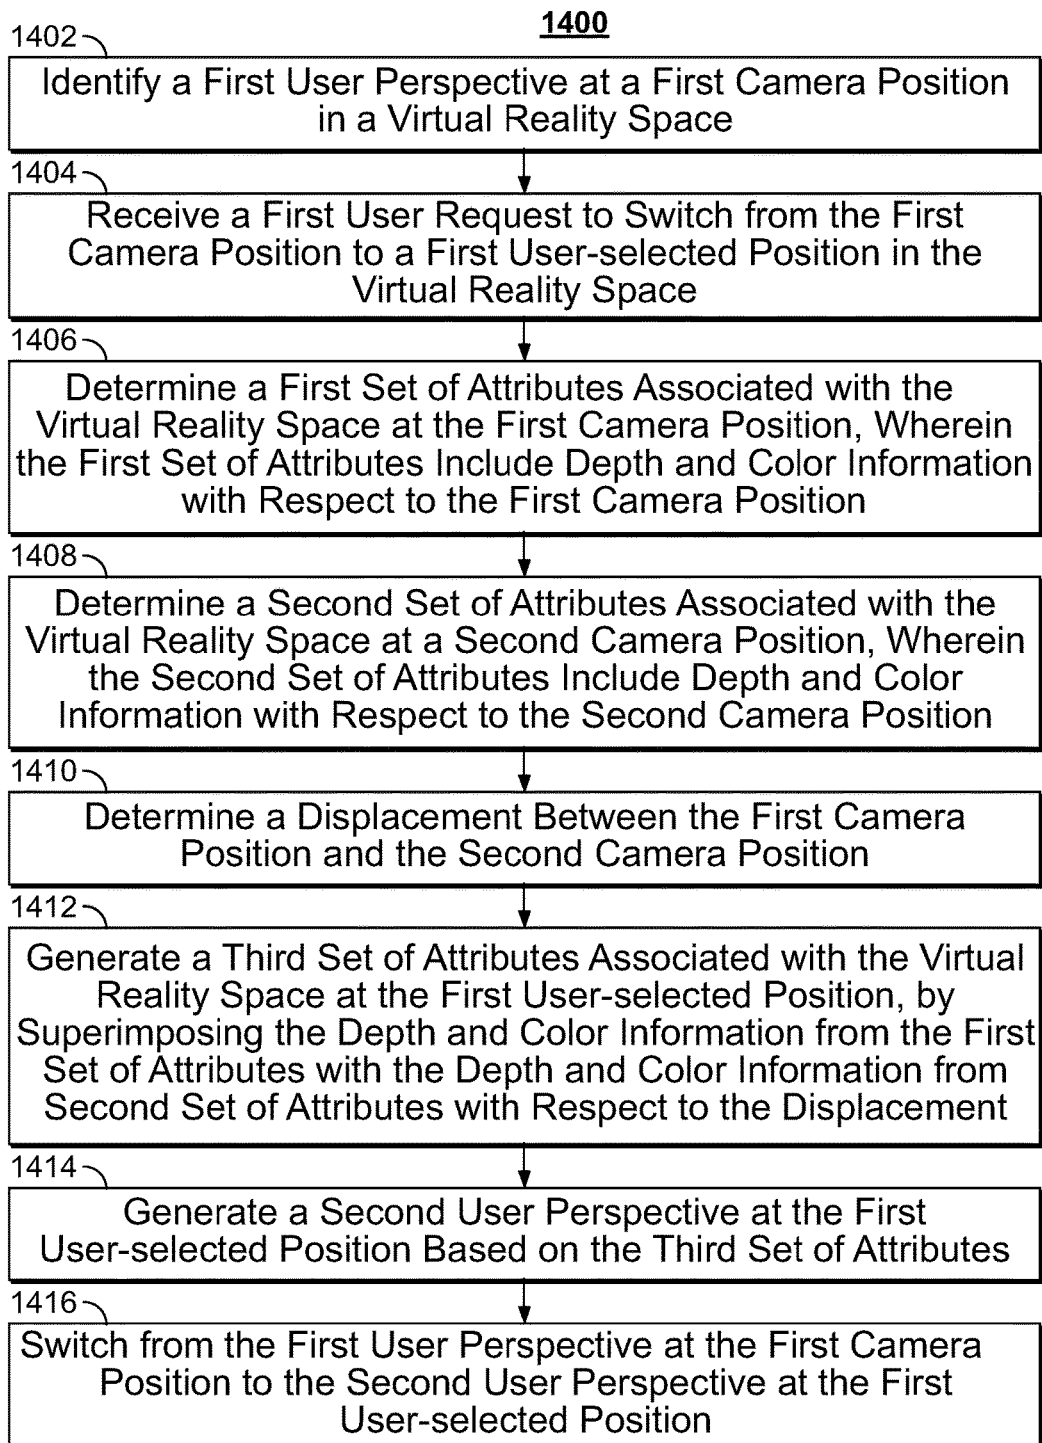 1400
1402
Identify a First User Perspective at a First Camera Position
in a Virtual Reality Space
1404
Receive a First User Request to Switch from the First
Camera Position to a First User-selected Position in the
Virtual Reality Space
1406
Determine a First Set of Attributes Associated with the
Virtual Reality Space at the First Camera Position, Wherein
the First Set of Attributes Include Depth and Color Information
with Respect to the First Camera Position
1408
Determine a Second Set of Attributes Associated with the
Virtual Reality Space at a Second Camera Position, Wherein
the Second Set of Attributes Include Depth and Color
Information with Respect to the Second Camera Position
1410
Determine a Displacement Between the First Camera
Position and the Second Camera Position
1412
Generate a Third Set of Attributes Associated with the Virtual
Reality Space at the First User-selected Position, by
Superimposing the Depth and Color Information from the First
Set of Attributes with the Depth and Color Information from
Second Set of Attributes with Respect to the Displacement
1414
Generate a Second User Perspective at the First
User-selected Position Based on the Third Set of Attributes
1416
Switch from the First User Perspective at the First Camera
Position to the Second User Perspective at the First
User-selected Position